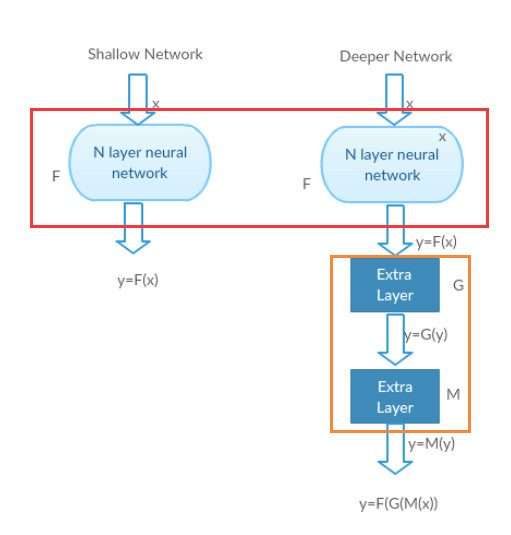 Shallow Network
Deeper Network
x
x
F
N layer neural
network
F
x
N layer neural
network
y=F(x)
y=F(x)
Extra
Layer
G
y=G(y)
Extra
Layer
M
y=M(y)
y=F(G(M(x))